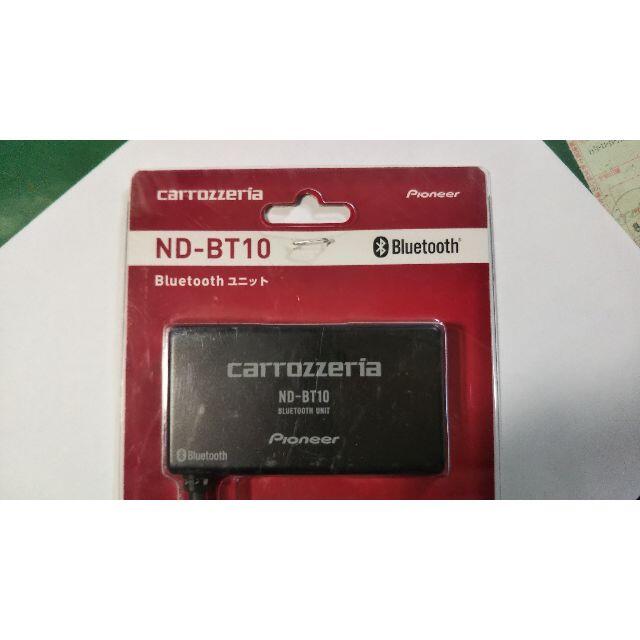 carrozzeria
Pioneer
ND-BT10
Bluetooth®
Bluetooth ユニット
carrozzeria
ND-BT10
BLUETOOTH UNIT
Pioneer
Bluetooth